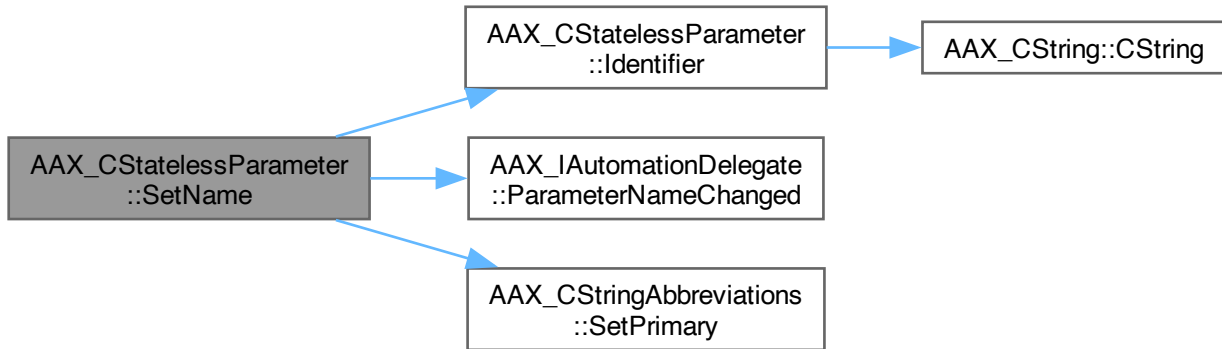 AAX_CStatelessParameter
::SetName
AAX_CStatelessParameter
::Identifier
AAX_CString::CString
AAX_IAutomationDelegate
::ParameterNameChanged
AAX_CStringAbbreviations
::SetPrimary